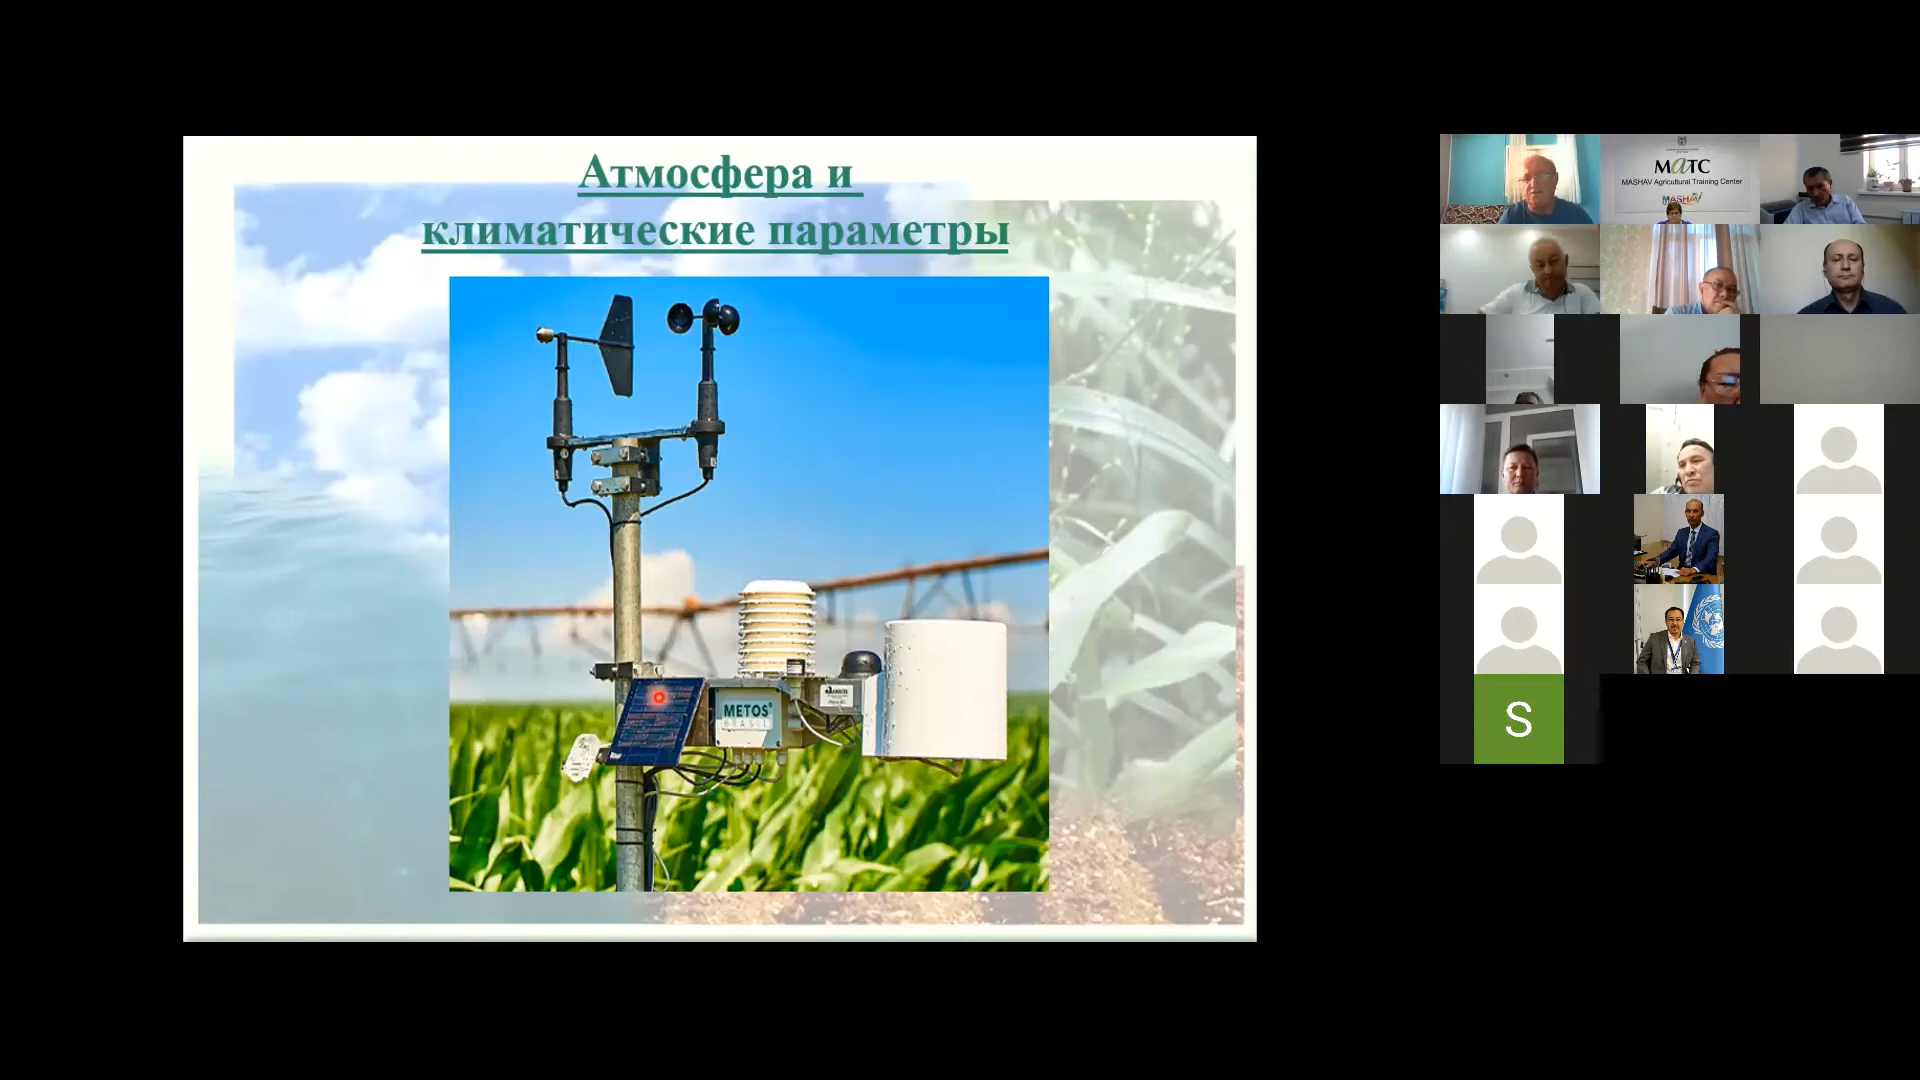 Атмосфера и
климатические параметры
METOS
BRASIL
MATC
MASHAV Agricultural Training Center
MASHAV
S